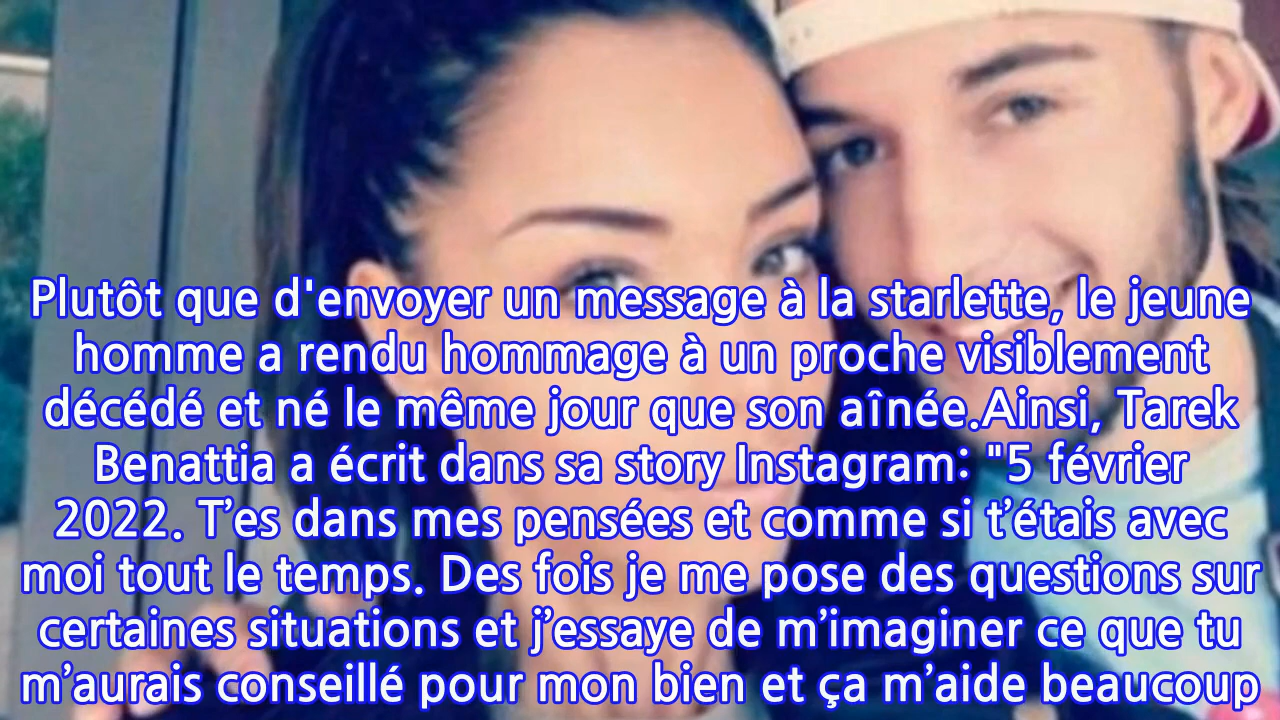 Plutôt que d'envoyer un message à la starlette, le jeune
homme a rendu hommage à un proche visiblement
décédé et né le même jour que son aînée.Ainsi, Tarek
Benattia a écrit dans sa story Instagram: "5 février
2022. T’es dans mes pensées et comme si t’étais avec
moi tout le temps. Des fois je me pose des questions sur
certaines situations et j’essaye de m’imaginer ce que tu
m’aurais conseillé pour mon bien et ça m’aide beaucoup